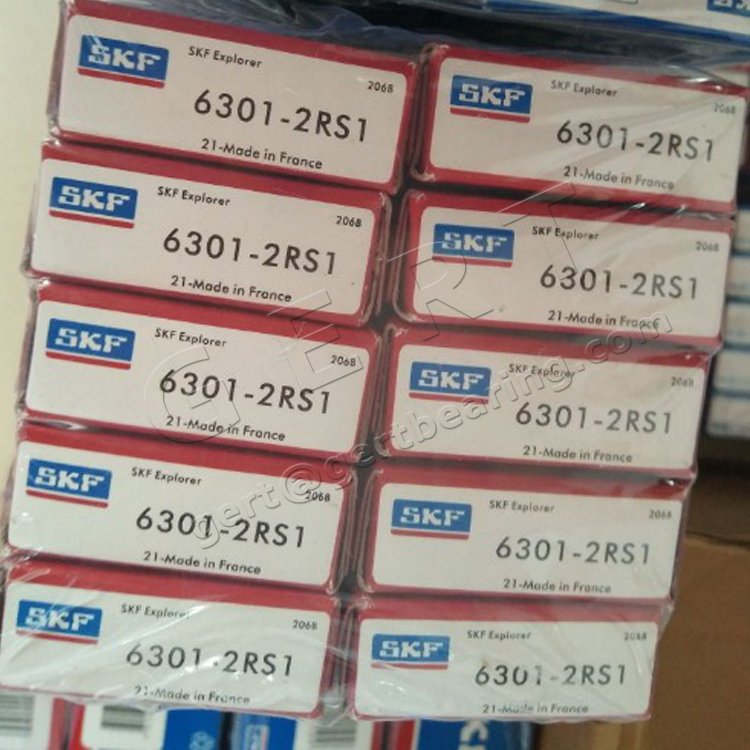 SKF
SKF Explorer
2068
6301-2RS1
21-Made in France
SKF
SKF Explorer
2068
6301-2RS1
21-Made in France
SKF
SKF Explorer
2068
6301-2RS1
21-Made in France
SKF
SKF Explorer
2068
6301-2RS1
21-Made in France
SKF
SKF Explorer
2068
6301-2RS1
21-Made in France
SKF
SKF Explorer
2068
6301-2RS1
21-Made in France
SKF
SKF Explorer
2068
6301-2RS1
21-Made in France
SKF
SKF Explorer
2068
6301-2RS1
21-Made in France
SKF
SKF Explorer
2068
6301-2RS1
21-Made in France
SKF
SKF Explorer
2068
6301-2RS1
21-Made in France
GERT
gert@gertbearing.com